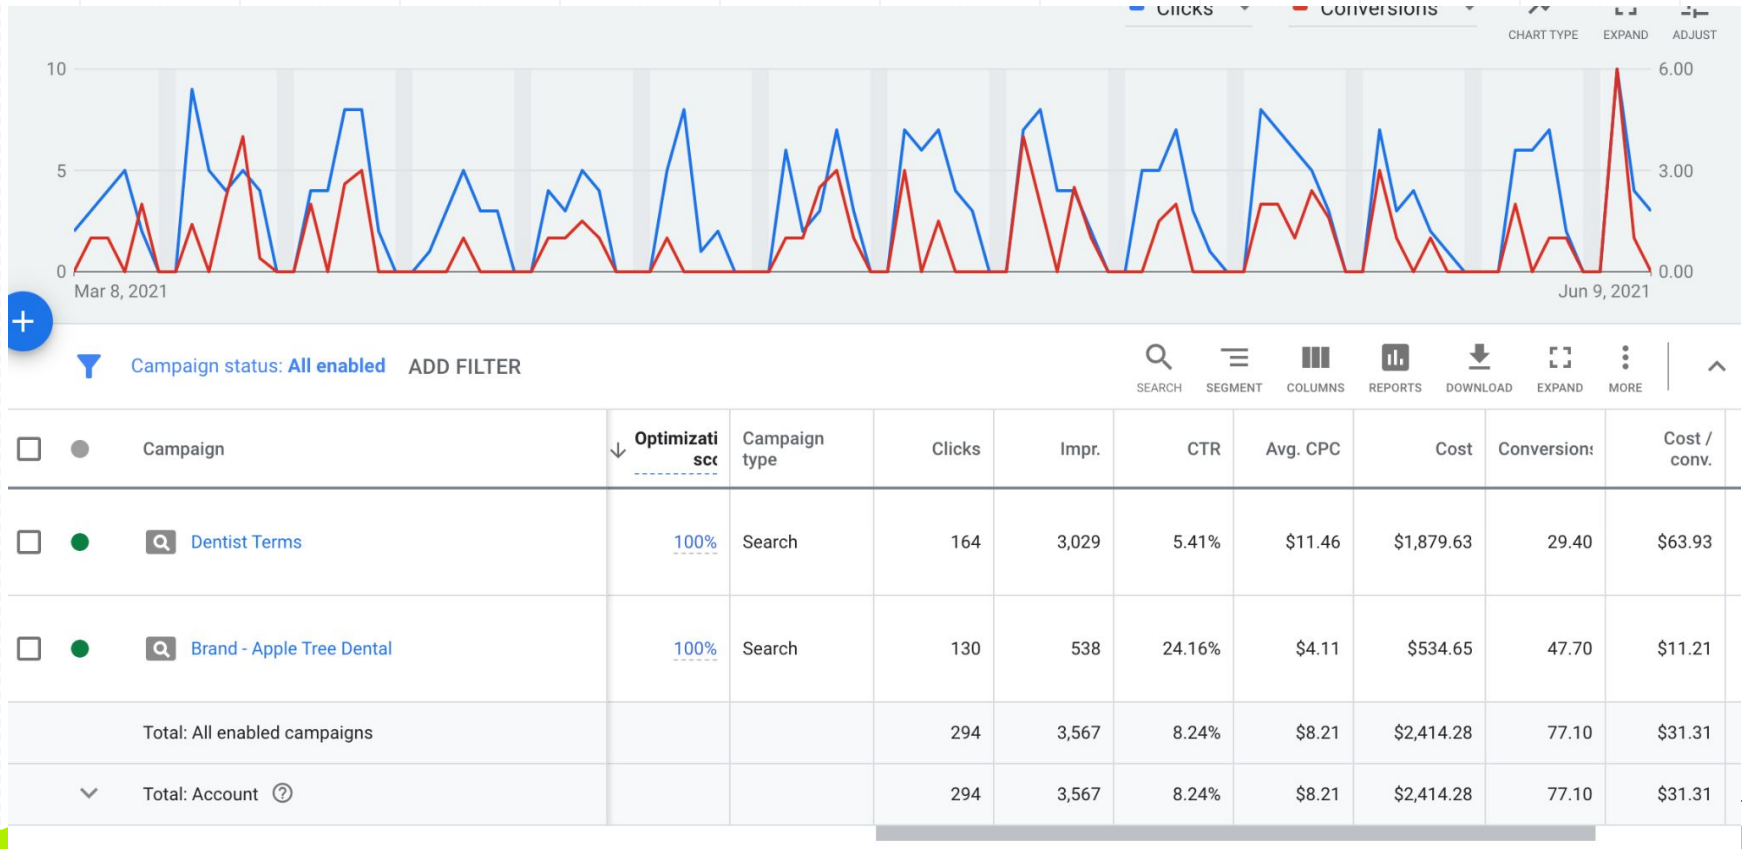 Clicks Conversions
CHART TYPE EXPAND ADJUST
10 6.00
5 3.00
0 0.00
Mar 8, 2021 Jun 9, 2021
+
Campaign status: All enabled ADD FILTER
SEARCH SEGMENT COLUMNS REPORTS DOWNLOAD EXPAND MORE
Campaign Optimizati sco Campaign type Clicks Impr. CTR Avg. CPC Cost Conversions Cost / conv.
Dentist Terms 100% Search 164 3,029 5.41% $11.46 $1,879.63 29.40 $63.93
Brand - Apple Tree Dental 100% Search 130 538 24.16% $4.11 $534.65 47.70 $11.21
Total: All enabled campaigns 294 3,567 8.24% $8.21 $2,414.28 77.10 $31.31
Total: Account ? 294 3,567 8.24% $8.21 $2,414.28 77.10 $31.31